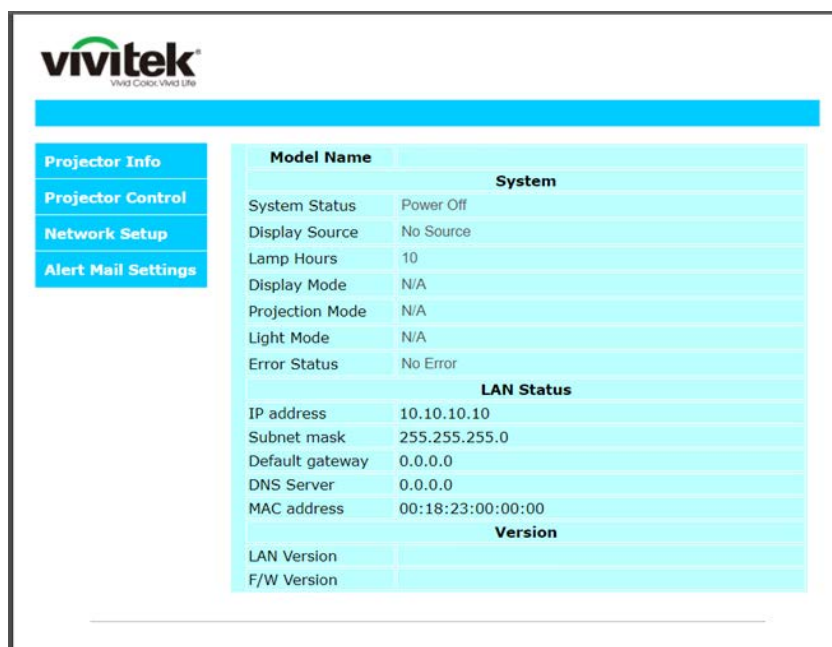 vivitek®
Vivid Color, Vivid Life
Projector Info
Projector Control
Network Setup
Alert Mail Settings
Model Name
System
System Status Power Off
Display Source No Source
Lamp Hours 10
Display Mode N/A
Projection Mode N/A
Light Mode N/A
Error Status No Error
LAN Status
IP address 10.10.10.10
Subnet mask 255.255.255.0
Default gateway 0.0.0.0
DNS Server 0.0.0.0
MAC address 00:18:23:00:00:00
Version
LAN Version
F/W Version